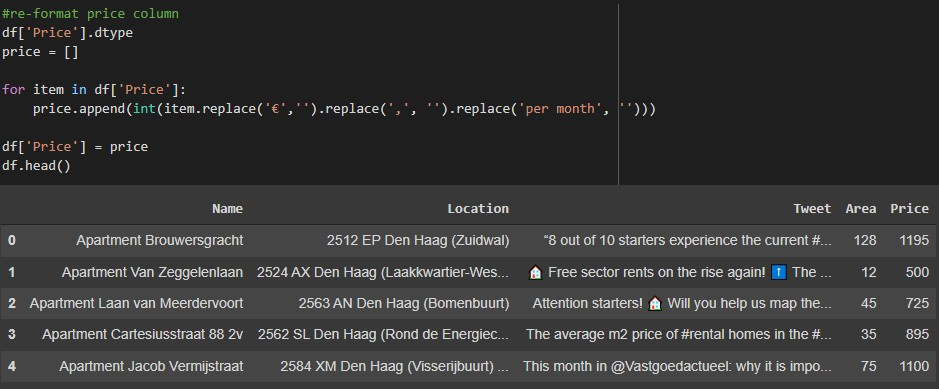 #re-format price column
df['Price'].dtype
price = []
for item in df['Price']:
    price.append(int(item.replace('€','').replace(',', '').replace('per month', '')))
df['Price'] = price
df.head()
Name Location Tweet Area Price
0 Apartment Brouwersgracht 2512 EP Den Haag (Zuidwal) “8 out of 10 starters experience the current #... 128 1195
1 Apartment Van Zeggelenlaan 2524 AX Den Haag (Laakkwartier-Wes... 🏠 Free sector rents on the rise again! ⬆️ The ... 12 500
2 Apartment Laan van Meerdervoort 2563 AN Den Haag (Bomenbuurt) Attention starters! 🏠 Will you help us map the... 45 725
3 Apartment Cartesiusstraat 88 2v 2562 SL Den Haag (Rond de Energiec... The average m2 price of #rental homes in the #... 35 895
4 Apartment Jacob Vermijstraat 2584 XM Den Haag (Visserijbuurt) ... This month in @Vastgoedactueel: why it is impo... 75 1100